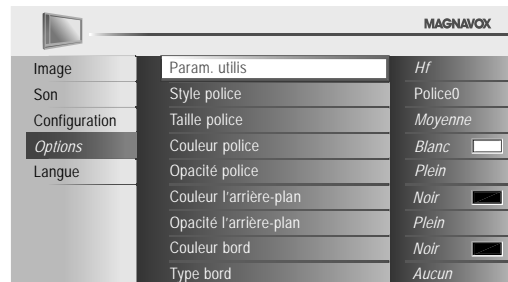 MAGNAVOX
Image
Son
Configuration
Options
Langue
Param. utilis Hf
Style police Police0
Taille police Moyenne
Couleur police Blanc
Opacité police Plein
Couleur l'arrière-plan Noir
Opacité l'arrière-plan Plein
Couleur bord Noir
Type bord Aucun